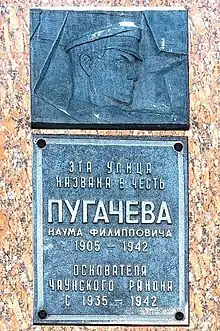 ЭТА УЛИЦА
НАЗВАНА В ЧЕСТЬ
ПУГАЧЕВА
НАУМА ФИЛИППОВИЧА
1905 – 1942
ОСНОВАТЕЛЯ
ЧАУНСКОГО РАЙОНА
С 1935 – 1942